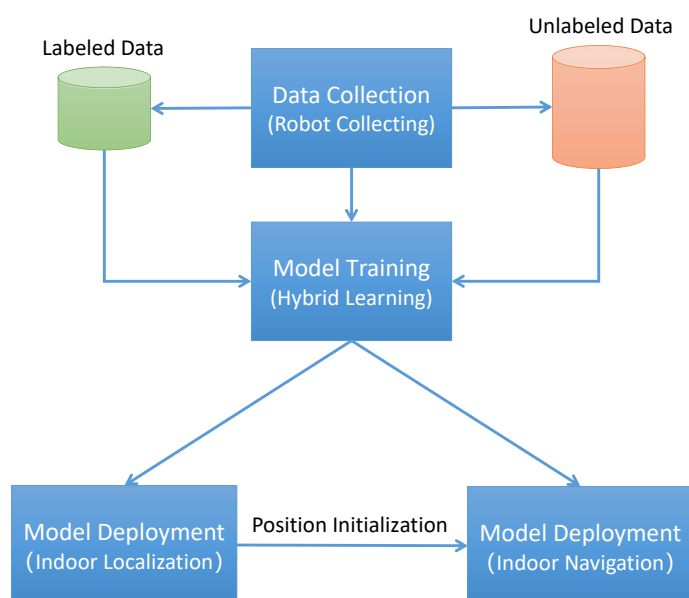 Labeled Data
Unlabeled Data
Data Collection
(Robot Collecting)
Model Training
(Hybrid Learning)
Model Deployment
(Indoor Localization)
Position Initialization
Model Deployment
(Indoor Navigation)